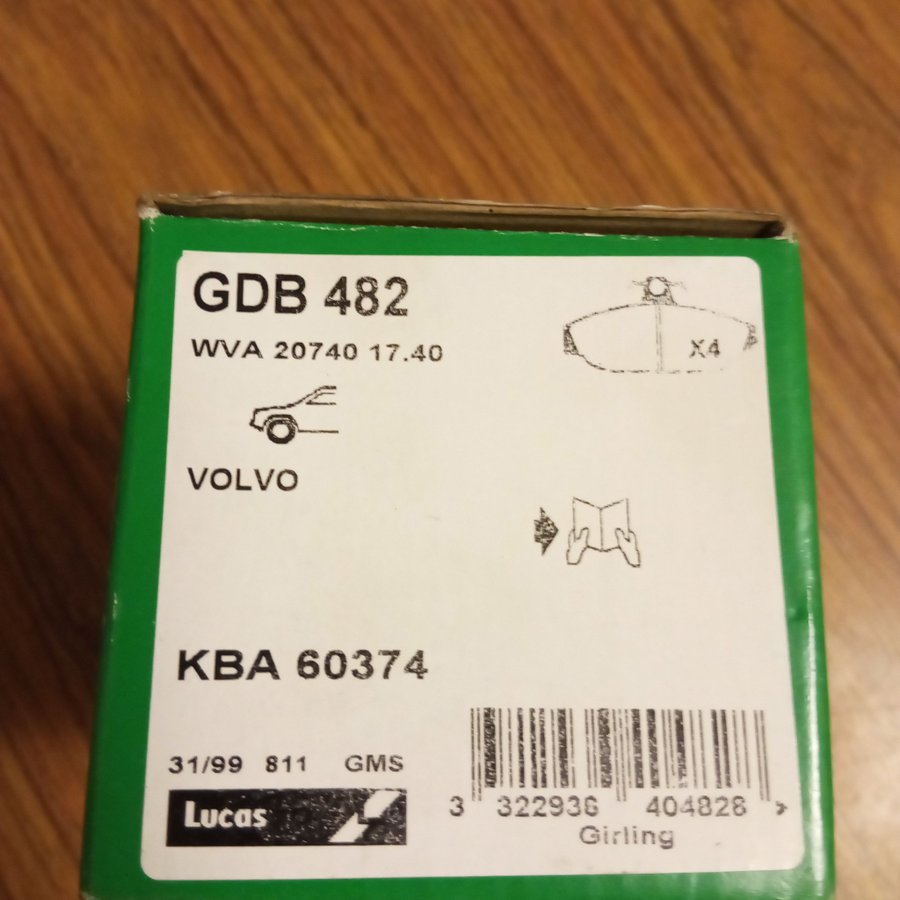 GDB 482
WVA 20740 17.40
X4
VOLVO
KBA 60374
31/99 811 GMS
Lucas
3 322936 404828 >
Girling